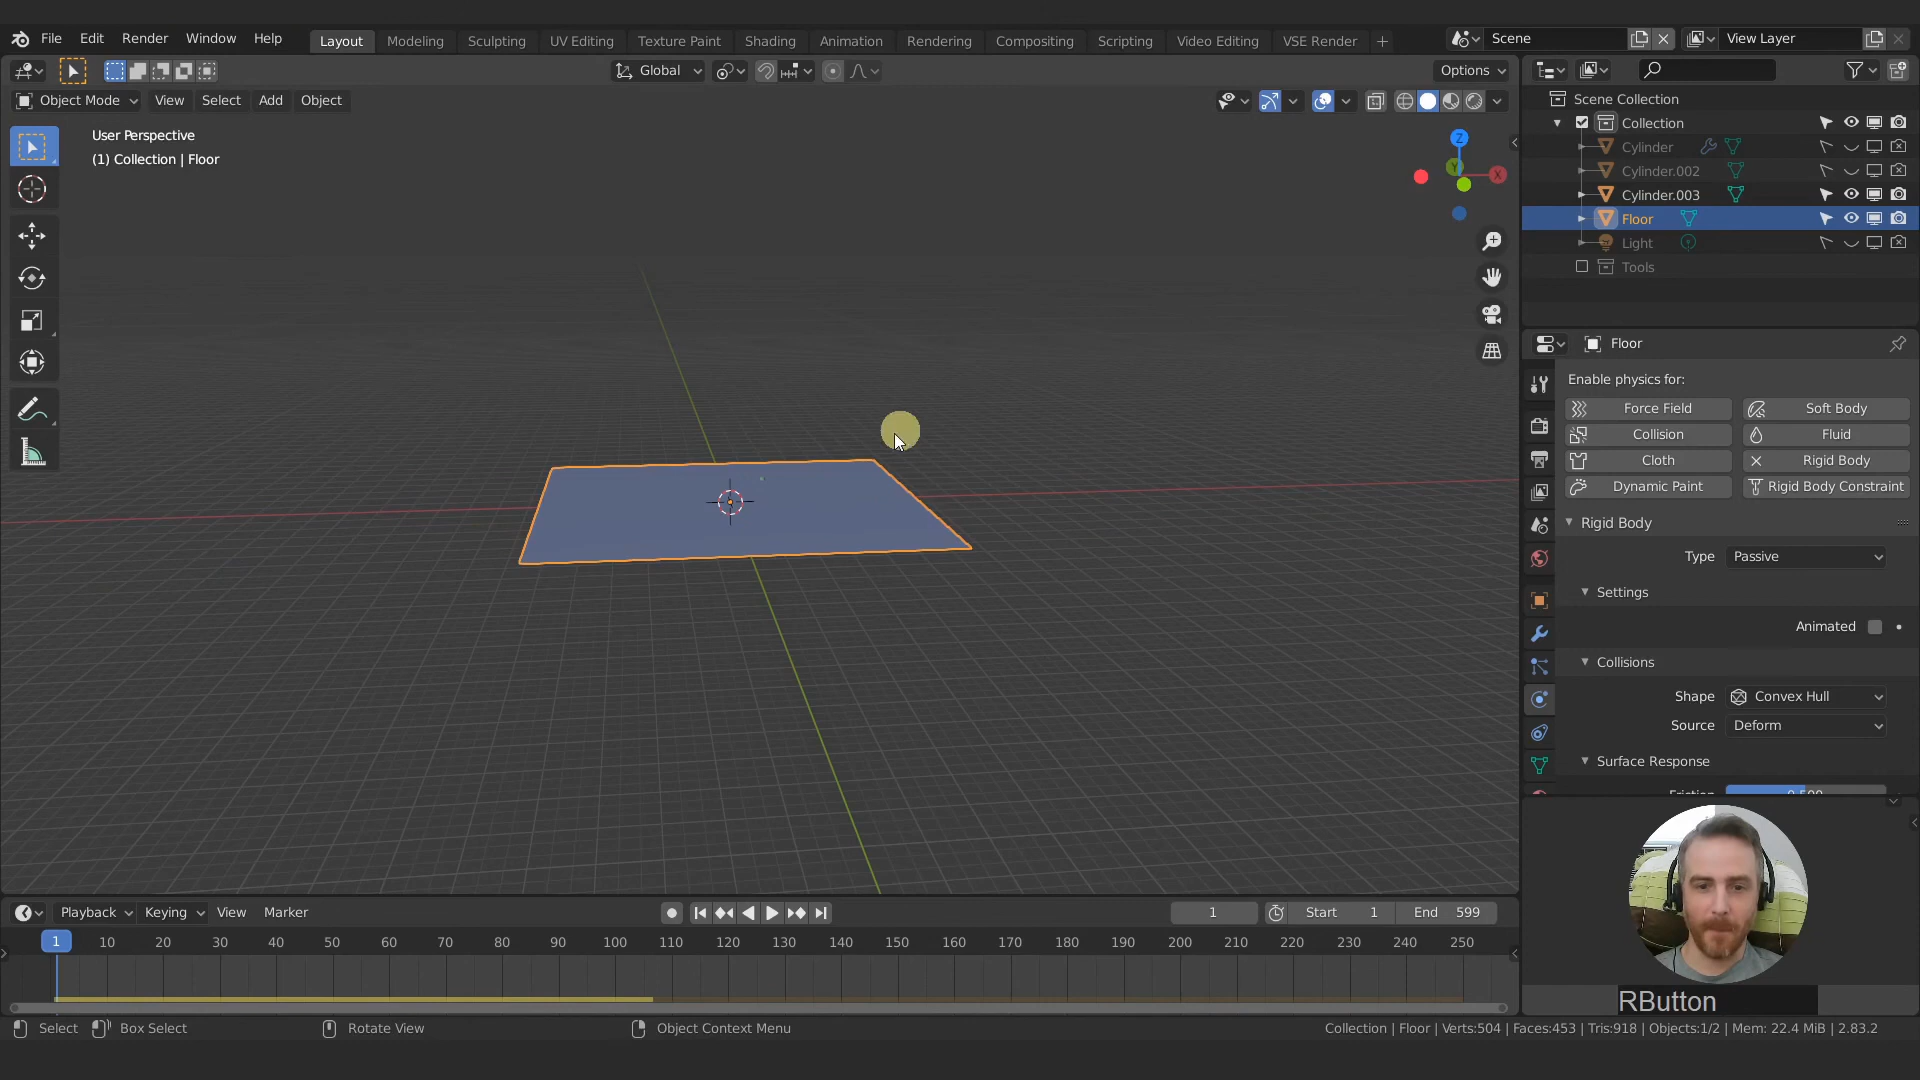 File Edit Render Window Help Layout Modeling Sculpting UV Editing Texture Paint Shading Animation Rendering Compositing Scripting Video Editing VSE Render + Scene View Layer
Global Options
Object Mode View Select Add Object
User Perspective
(1) Collection | Floor
Z
Y
X
Scene Collection
Collection
Cylinder
Cylinder.002
Cylinder.003
Floor
Light
Tools
Floor
Enable physics for:
Force Field Soft Body
Collision Fluid
Cloth Rigid Body
Dynamic Paint Rigid Body Constraint
Rigid Body
Type Passive
Settings
Animated
Collisions
Shape Convex Hull
Source Deform
Surface Response
Playback Keying View Marker 1 Start 1 End 599
1 10 20 30 40 50 60 70 80 90 100 110 120 130 140 150 160 170 180 190 200 210 220 230 240 250
RButton
Select Box Select Rotate View Object Context Menu Collection | Floor | Verts:504 | Faces:453 | Tris:918 | Objects:1/2 | Mem: 22.4 MiB | 2.83.2